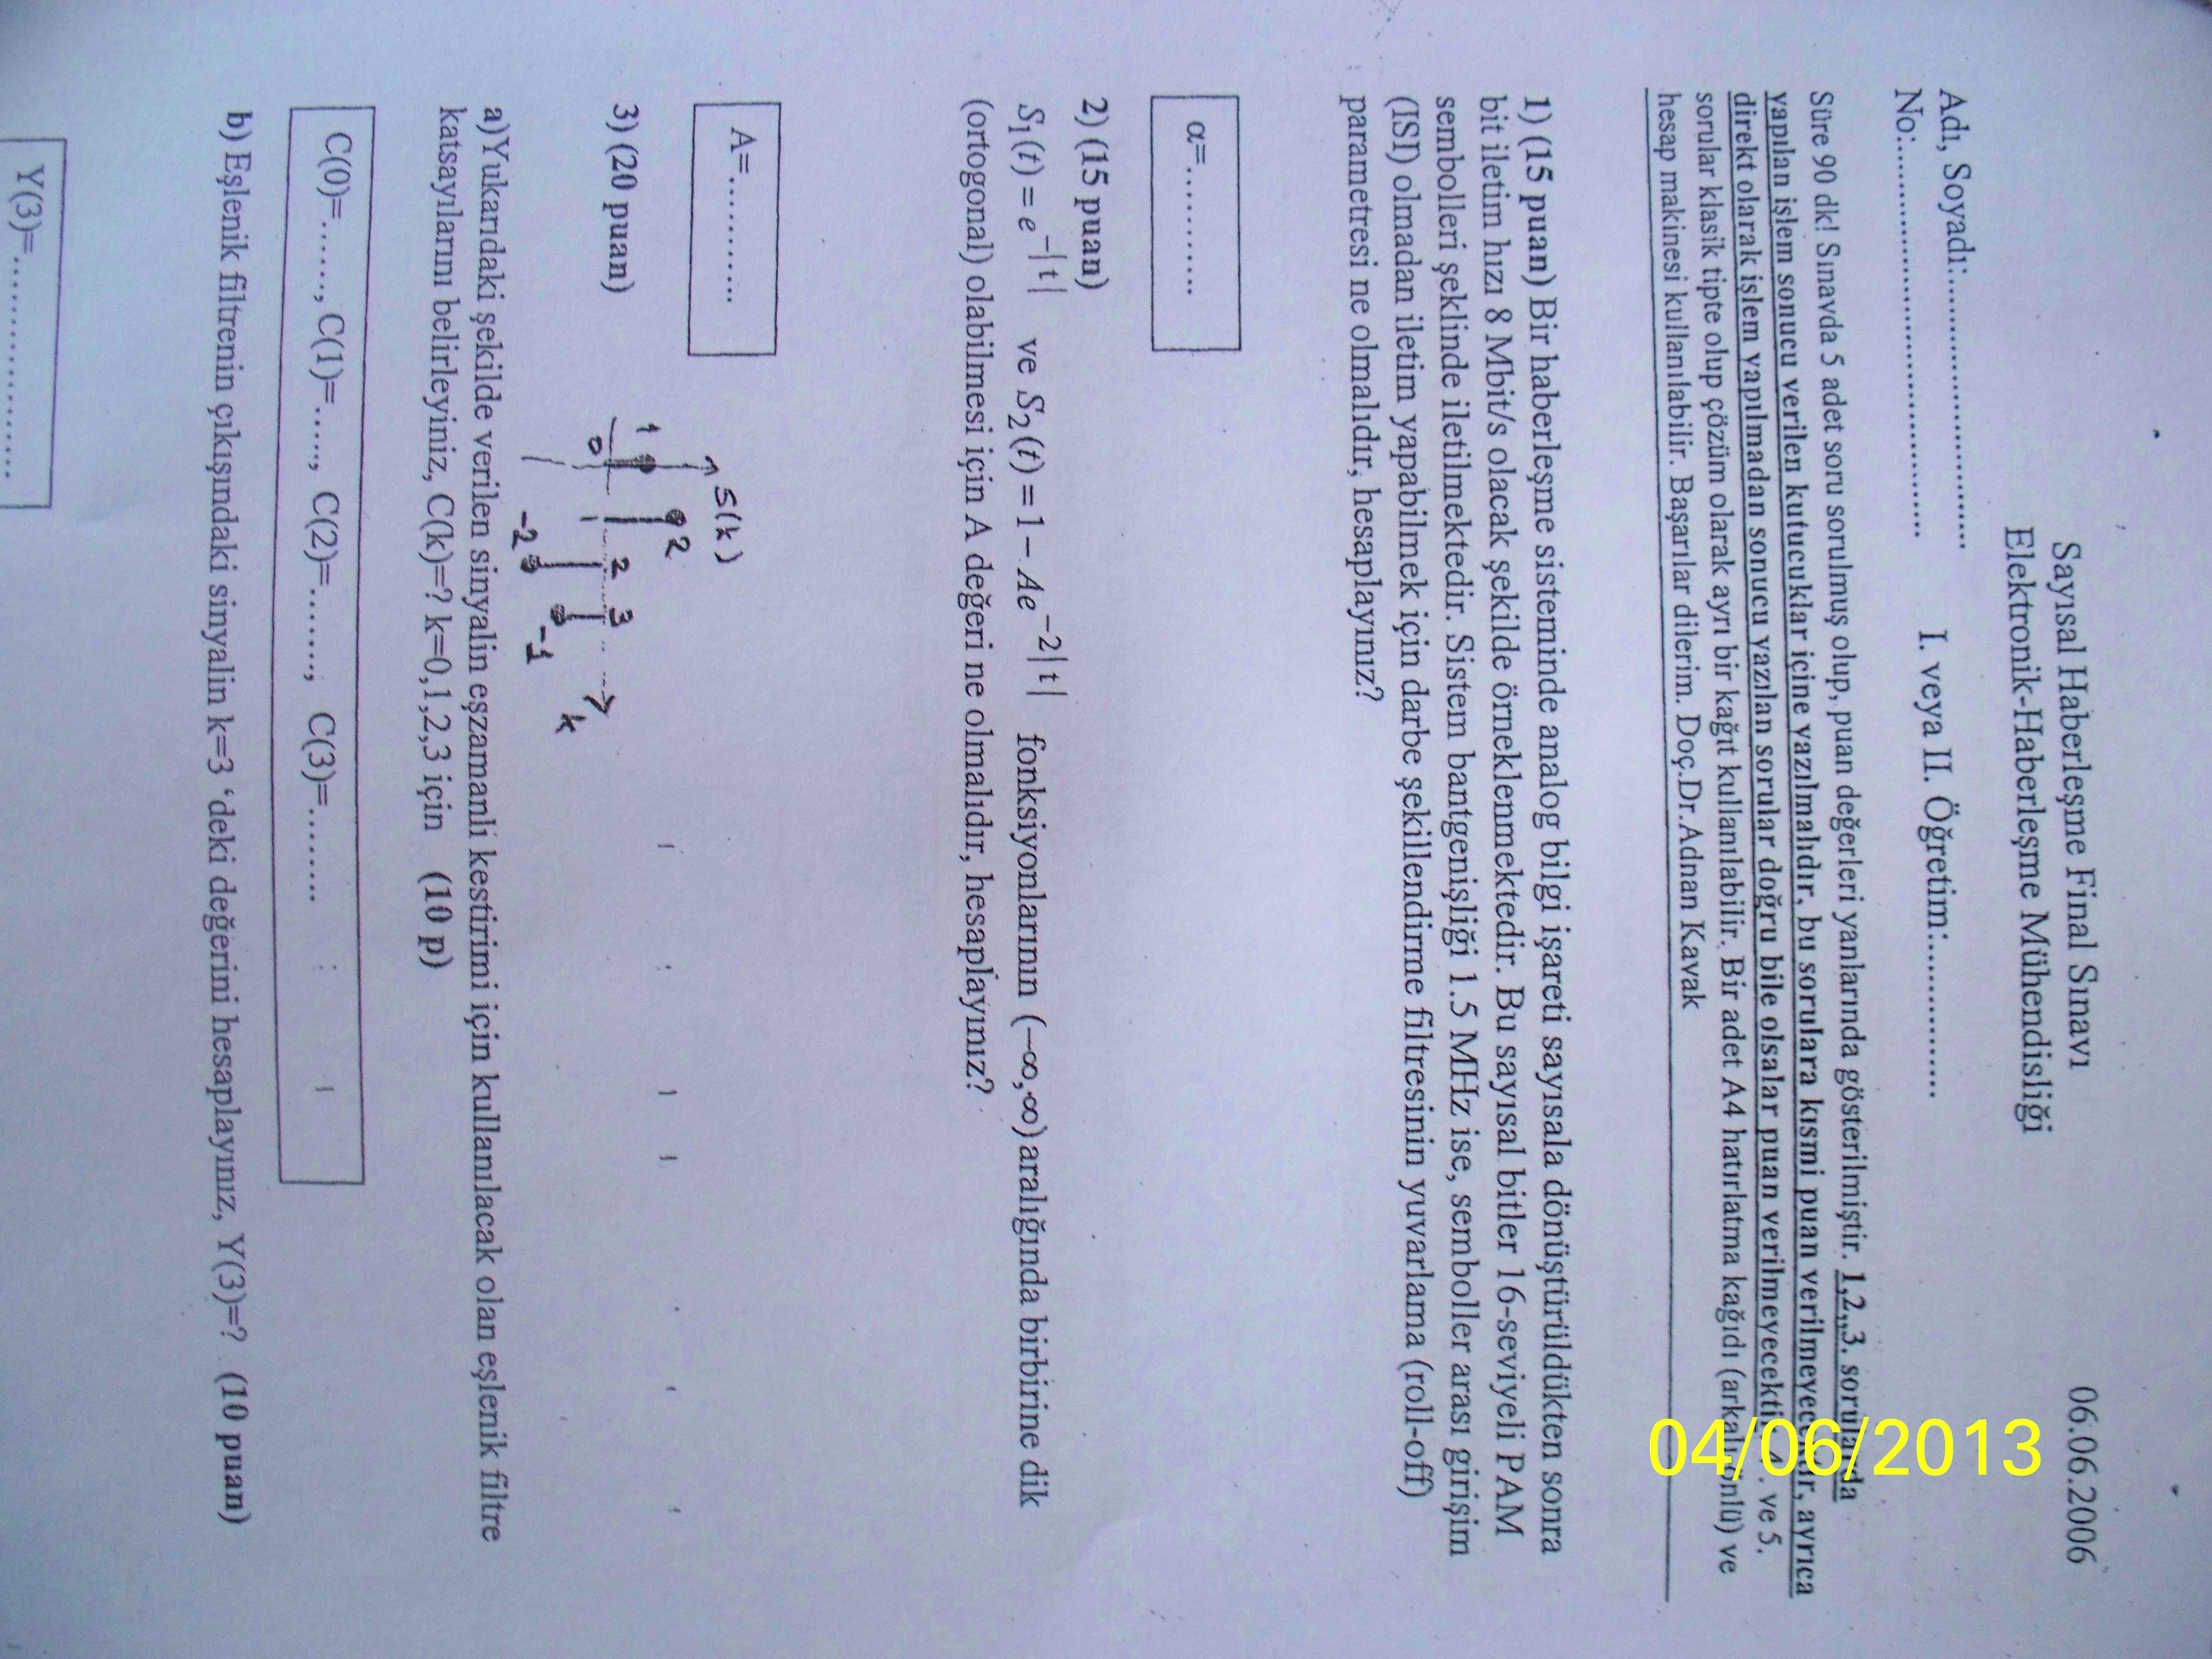 Sayısal Haberleşme Final Sınavı 06.06.2006
Elektronik-Haberleşme Mühendisliği
Adı, Soyadı:..............................
No:............................................ I. veya II. Öğretim:................
Süre 90 dk! Sınavda 5 adet soru sorulmuş olup, puan değerleri yanlarında gösterilmiştir. 1,2,,3. sorularda
yapılan işlem sonucu verilen kutucuklar içine yazılmalıdır, bu sorulara kısmi puan verilmeyecektir, ayrıca
direkt olarak işlem yapılmadan sonucu yazılan sorular doğru bile olsalar puan verilmeyecektir. 4. ve 5.
sorular klasik tipte olup çözüm olarak ayrı bir kağıt kullanılabilir. Bir adet A4 hatırlatma kağıdı (arkalı önlü) ve
hesap makinesi kullanılabilir. Başarılar dilerim. Doç.Dr.Adnan Kavak
04/06/2013
1) (15 puan) Bir haberleşme sisteminde analog bilgi işareti sayısala dönüştürüldükten sonra
bit iletim hızı 8 Mbit/s olacak şekilde örneklenmektedir. Bu sayısal bitler 16-seviyeli PAM
sembolleri şeklinde iletilmektedir. Sistem bantgenişliği 1.5 MHz ise, semboller arası girişim
(ISI) olmadan iletim yapabilmek için darbe şekillendirme filtresinin yuvarlama (roll-off)
parametresi ne olmalıdır, hesaplayınız?
α=............
2) (15 puan)
S₁(t) = e^{-|t|} ve S₂(t) = 1 − Ae^{-2|t|} fonksiyonlarının (−∞,∞) aralığında birbirine dik
(ortogonal) olabilmesi için A değeri ne olmalıdır, hesaplayınız?
A=............
3) (20 puan)
S(k)
1 2
0 1 2 3 k
-2 -1
a)Yukarıdaki şekilde verilen sinyalin eşzamanlı kestirimi için kullanılacak olan eşlenik filtre
katsayılarını belirleyiniz, C(k)=? k=0,1,2,3 için (10 p)
C(0)=......., C(1)=....., C(2)=........, C(3)=........
b) Eşlenik filtrenin çıkışındaki sinyalin k=3 ‘deki değerini hesaplayınız, Y(3)=? (10 puan)
Y(3)=..................